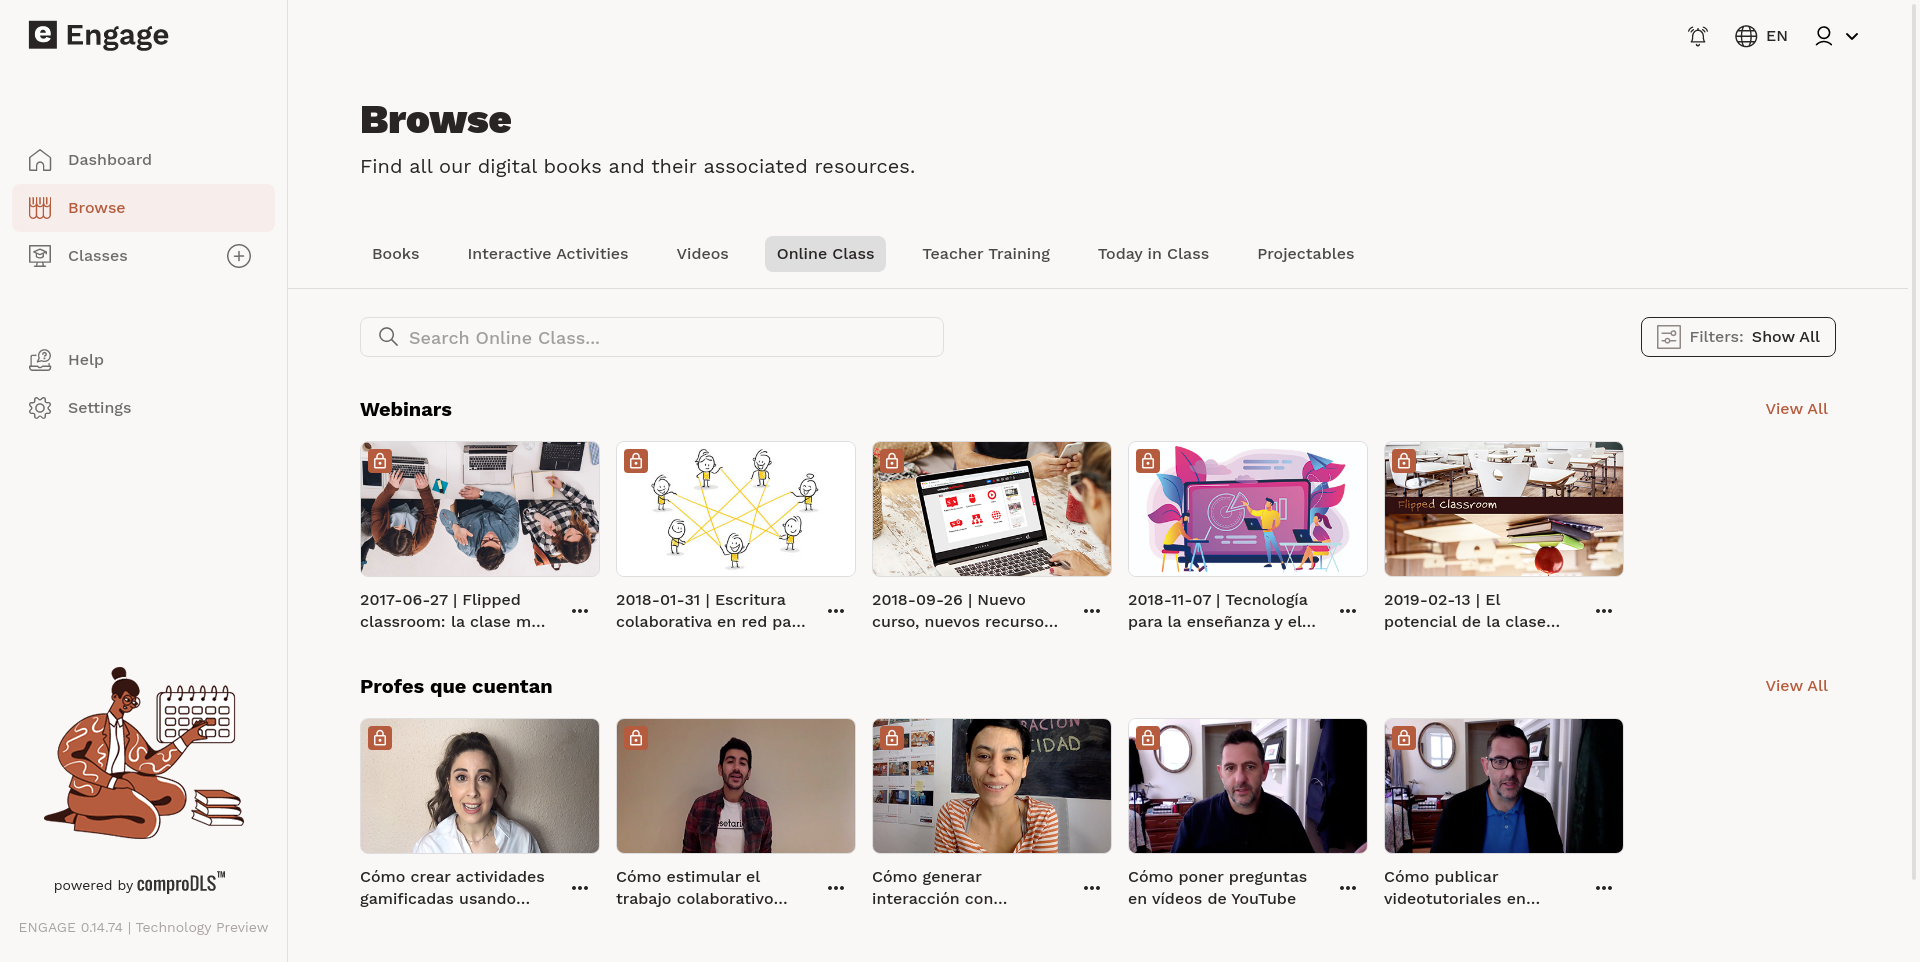 e Engage
EN
Dashboard
Browse
Classes
Help
Settings
powered by comproDLS™
ENGAGE 0.14.74 | Technology Preview
Browse
Find all our digital books and their associated resources.
Books Interactive Activities Videos Online Class Teacher Training Today in Class Projectables
Search Online Class...
Filters: Show All
Webinars
View All
Flipped Classroom
2017-06-27 | Flipped
classroom: la clase m...
2018-01-31 | Escritura
colaborativa en red pa...
2018-09-26 | Nuevo
curso, nuevos recurso...
2018-11-07 | Tecnología
para la enseñanza y el...
2019-02-13 | El
potencial de la clase...
Profes que cuentan
View All
Cómo crear actividades
gamificadas usando...
Cómo estimular el
trabajo colaborativo...
Cómo generar
interacción con...
Cómo poner preguntas
en vídeos de YouTube
Cómo publicar
videotutoriales en...